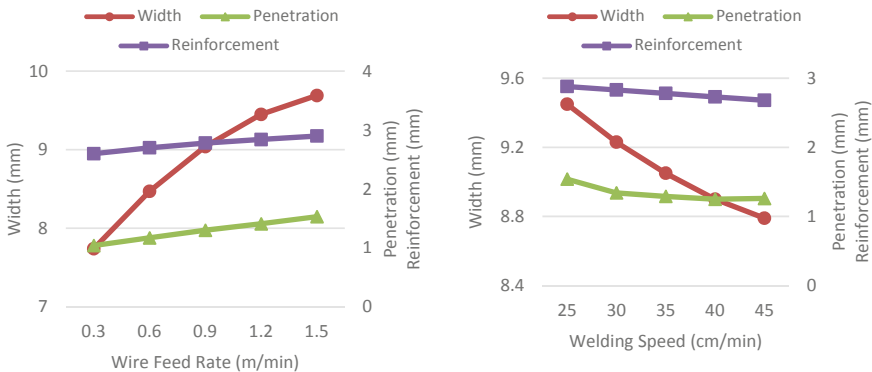 Width
Penetration
Reinforcement
10
9
8
7
4
3
2
1
0
0.3 0.6 0.9 1.2 1.5
Width (mm)
Penetration (mm)
Reinforcement (mm)
Wire Feed Rate (m/min)
Width
Penetration
Reinforcement
9.6
9.2
8.8
8.4
3
2
1
0
25 30 35 40 45
Width (mm)
Penetration (mm)
Reinforcement (mm)
Welding Speed (cm/min)